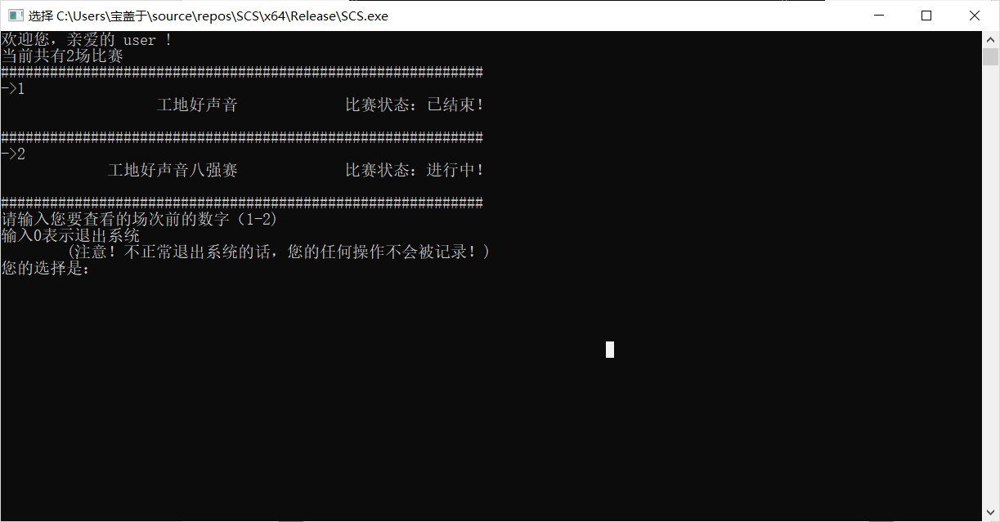 选择 C:\Users\宝盖于\source\repos\SCS\x64\Release\SCS.exe
欢迎您，亲爱的 user !
当前共有2场比赛
###########################################################
->1
工地好声音 比赛状态：已结束!
###########################################################
->2
工地好声音八强赛 比赛状态：进行中!
###########################################################
请输入您要查看的场次前的数字（1-2）
输入0表示退出系统
(注意！不正常退出系统的话，您的任何操作不会被记录！)
您的选择是：